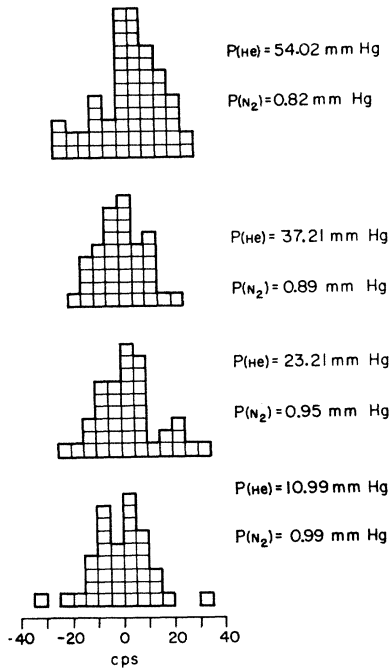 P(He) = 54.02 mm Hg
P(N₂) = 0.82 mm Hg
P(He) = 37.21 mm Hg
P(N₂) = 0.89 mm Hg
P(He) = 23.21 mm Hg
P(N₂) = 0.95 mm Hg
P(He) = 10.99 mm Hg
P(N₂) = 0.99 mm Hg
-40 -20 0 20 40
cps